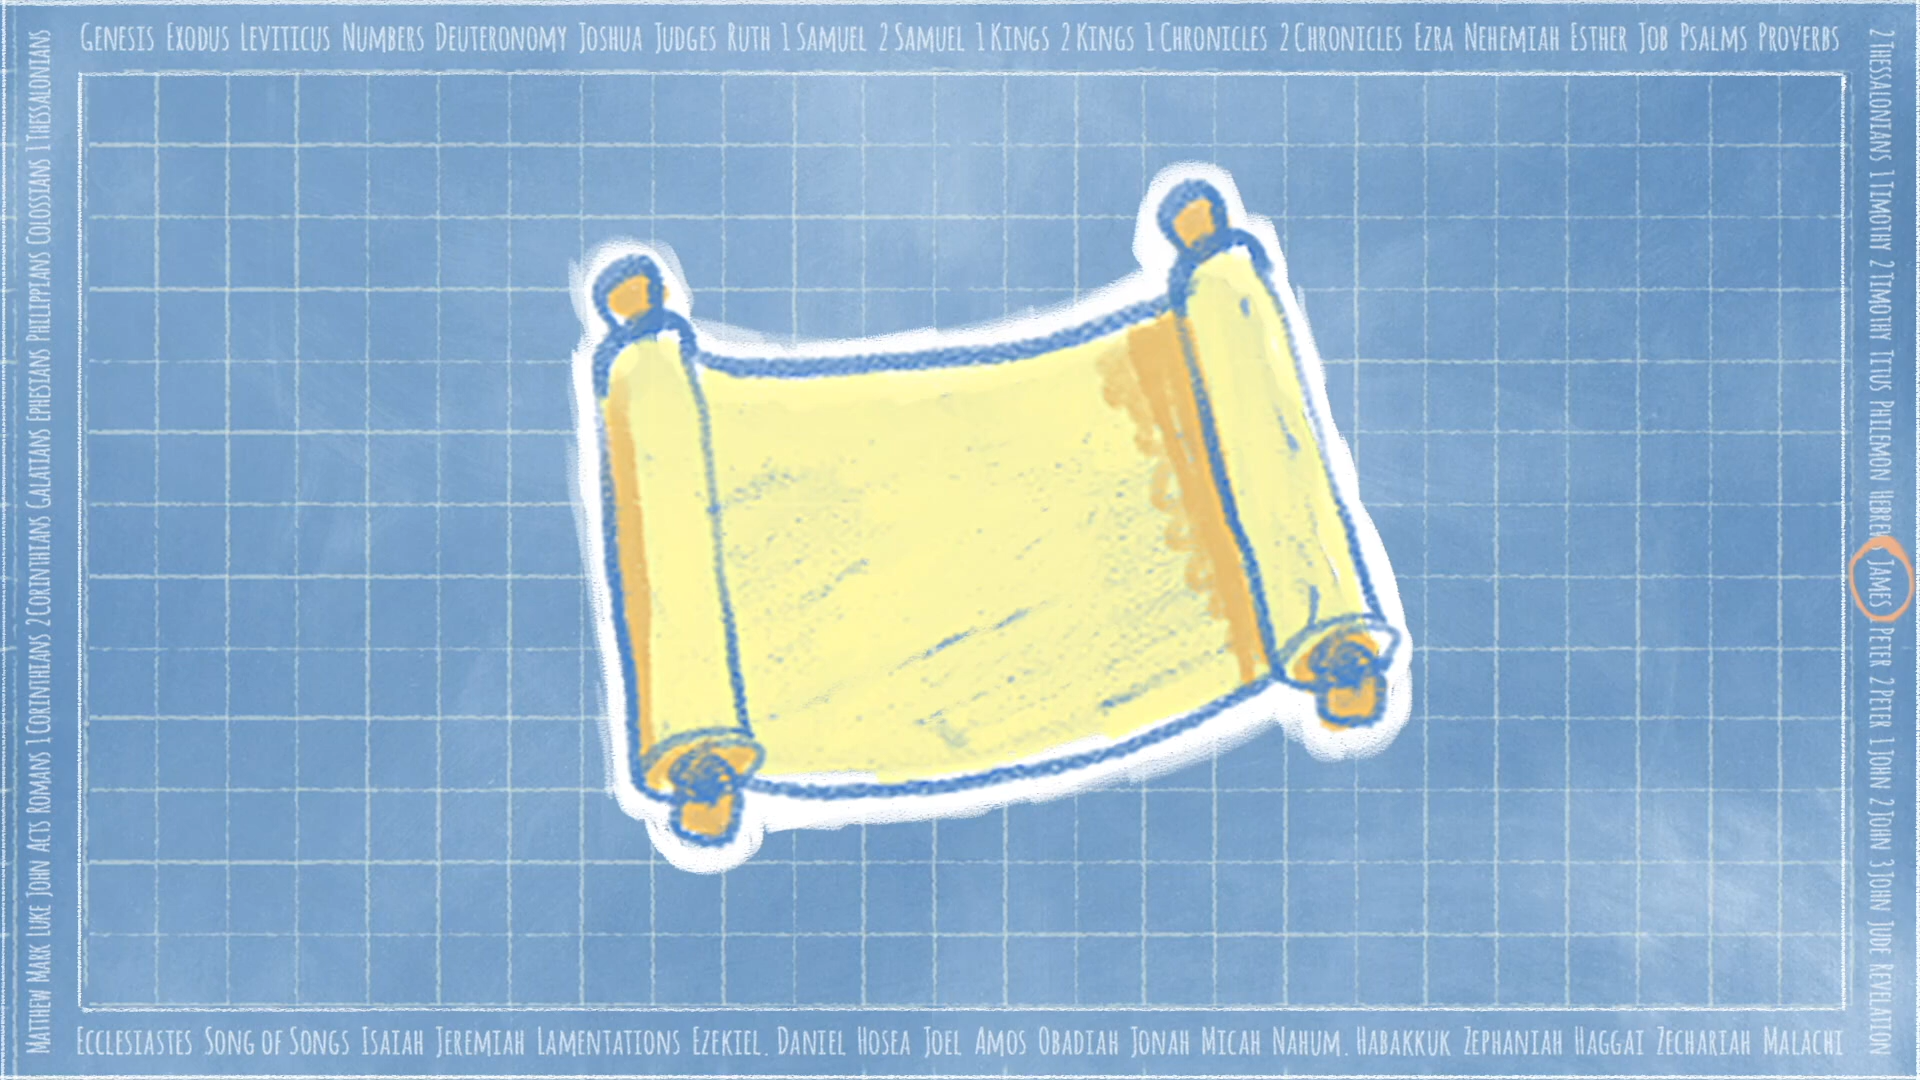 Genesis Exodus Leviticus Numbers Deuteronomy Joshua Judges Ruth 1 Samuel 2 Samuel 1 Kings 2 Kings 1 Chronicles 2 Chronicles Ezra Nehemiah Esther Job Psalms Proverbs
Ecclesiastes Song of Songs Isaiah Jeremiah Lamentations Ezekiel. Daniel Hosea Joel Amos Obadiah Jonah Micah Nahum. Habakkuk Zephaniah Haggai Zechariah Malachi
Matthew Mark Luke John Acts Romans 1 Corinthians 2 Corinthians Galatians Ephesians Philippians Colossians 1 Thessalonians
2 Thessalonians 1 Timothy 2 Timothy Titus Philemon James Peter 2 Peter 1 John 2 John 3 John Jude Revelation